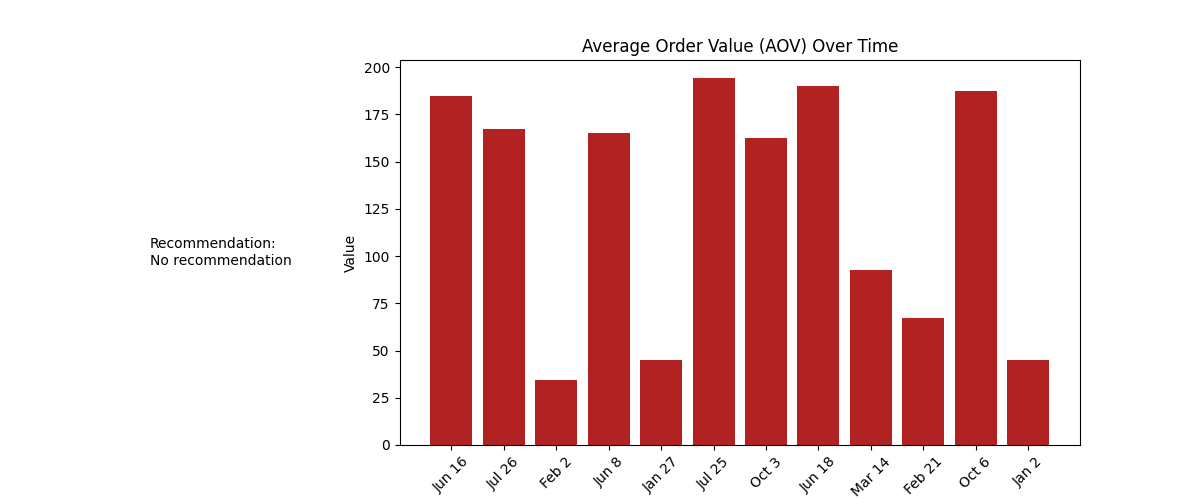 Average Order Value (AOV) Over Time
200
175
150
125
100
75
50
25
0
Value
Recommendation:
No recommendation
Jun 16
Jul 26
Feb 2
Jun 8
Jan 27
Jul 25
Oct 3
Jun 18
Mar 14
Feb 21
Oct 6
Jan 2